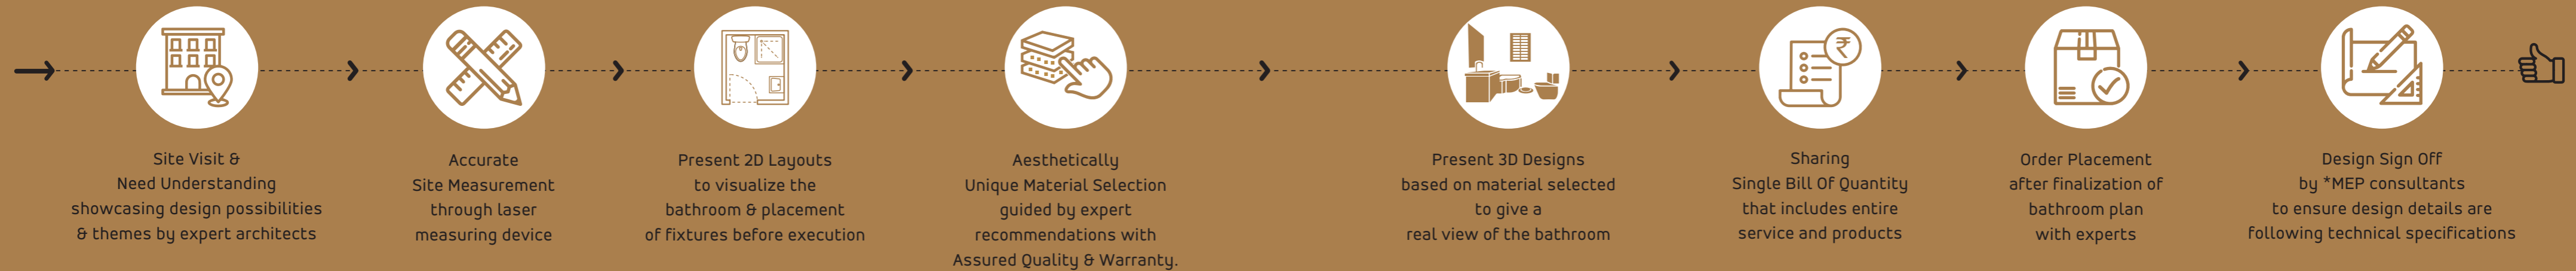 Site Visit &
Need Understanding
showcasing design possibilities
& themes by expert architects
Accurate
Site Measurement
through laser
measuring device
Present 2D Layouts
to visualize the
bathroom & placement
of fixtures before execution
Aesthetically
Unique Material Selection
guided by expert
recommendations with
Assured Quality & Warranty.
Present 3D Designs
based on material selected
to give a
real view of the bathroom
₹
Sharing
Single Bill Of Quantity
that includes entire
service and products
Order Placement
after finalization of
bathroom plan
with experts
Design Sign Off
by *MEP consultants
to ensure design details are
following technical specifications